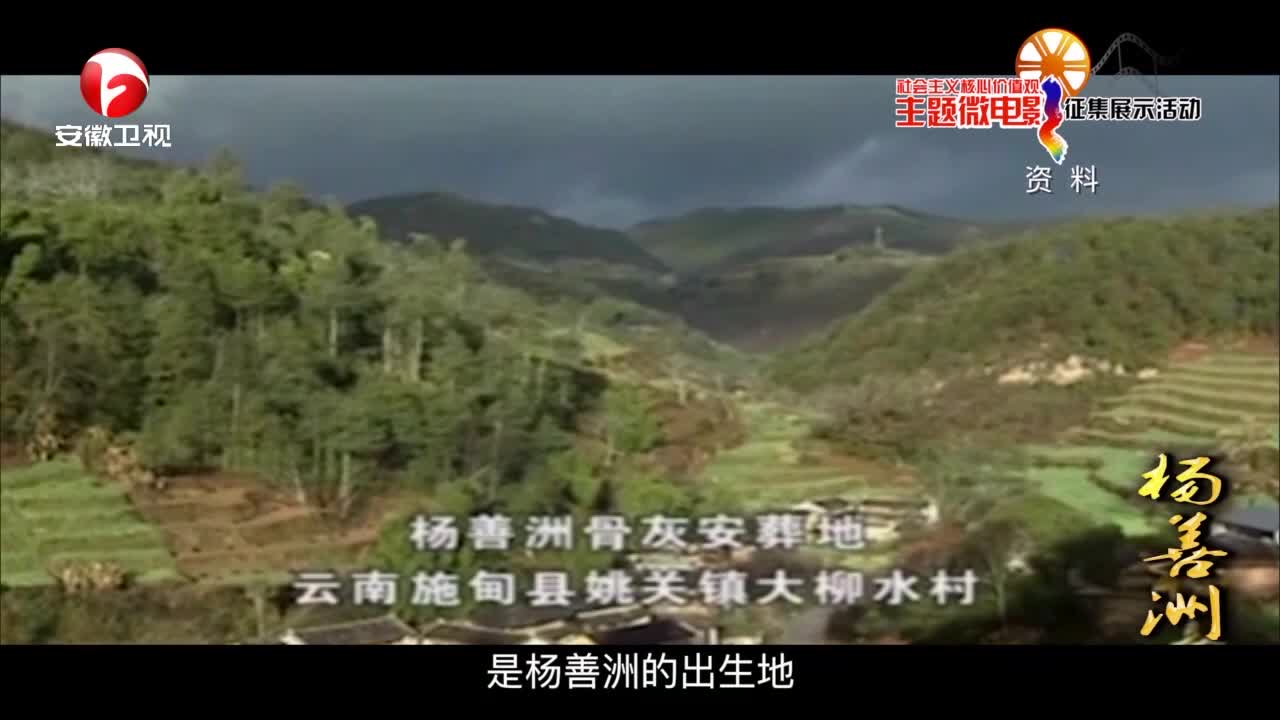 安徽卫视
社会主义核心价值观
主题微电影
征集展示活动
资料
杨善洲骨灰安葬地
云南施甸县姚关镇大柳水村
杨善洲
是杨善洲的出生地